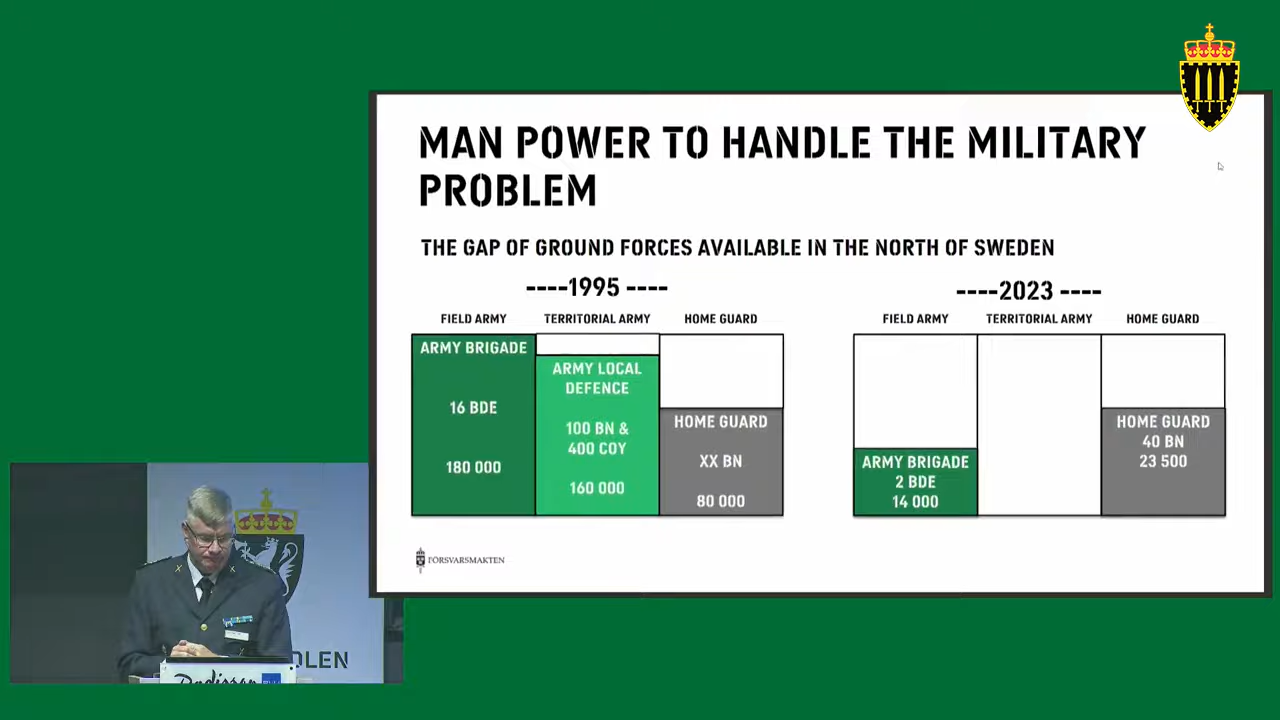 MAN POWER TO HANDLE THE MILITARY
PROBLEM
THE GAP OF GROUND FORCES AVAILABLE IN THE NORTH OF SWEDEN
----1995 ----
FIELD ARMY
TERRITORIAL ARMY
HOME GUARD
ARMY BRIGADE
16 BDE
180 000
ARMY LOCAL
DEFENCE
100 BN &
400 COY
160 000
HOME GUARD
XX BN
80 000
----2023 ----
FIELD ARMY
TERRITORIAL ARMY
HOME GUARD
ARMY BRIGADE
2 BDE
14 000
HOME GUARD
40 BN
23 500
FÖRSVARSMAKTEN
OLEN
Radisson